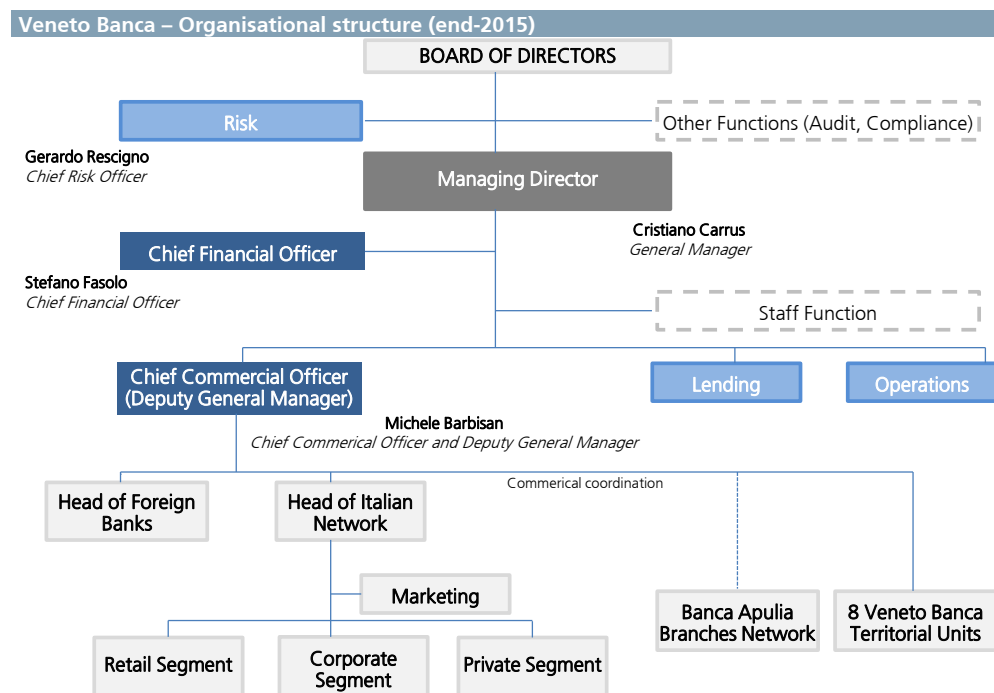 Veneto Banca – Organisational structure (end-2015)
BOARD OF DIRECTORS
Risk
Other Functions (Audit, Compliance)
Gerardo Rescigno
Chief Risk Officer
Managing Director
Cristiano Carrus
General Manager
Chief Financial Officer
Stefano Fasolo
Chief Financial Officer
Staff Function
Chief Commercial Officer
(Deputy General Manager)
Lending
Operations
Michele Barbisan
Chief Commerical Officer and Deputy General Manager
Commerical coordination
Head of Foreign
Banks
Head of Italian
Network
Marketing
Banca Apulia
Branches Network
8 Veneto Banca
Territorial Units
Retail Segment
Corporate
Segment
Private Segment